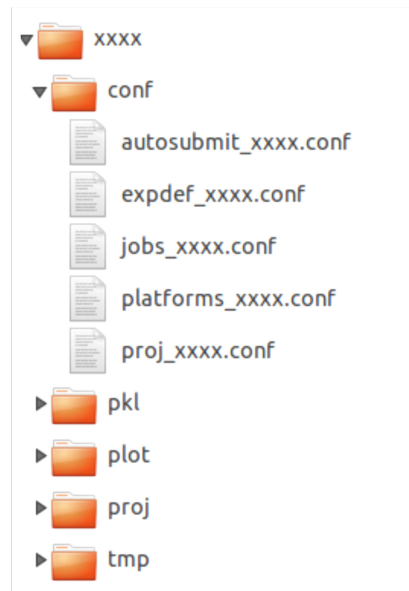 xxxx
conf
autosubmit_xxxx.conf
expdef_xxxx.conf
jobs_xxxx.conf
platforms_xxxx.conf
proj_xxxx.conf
pkl
plot
proj
tmp